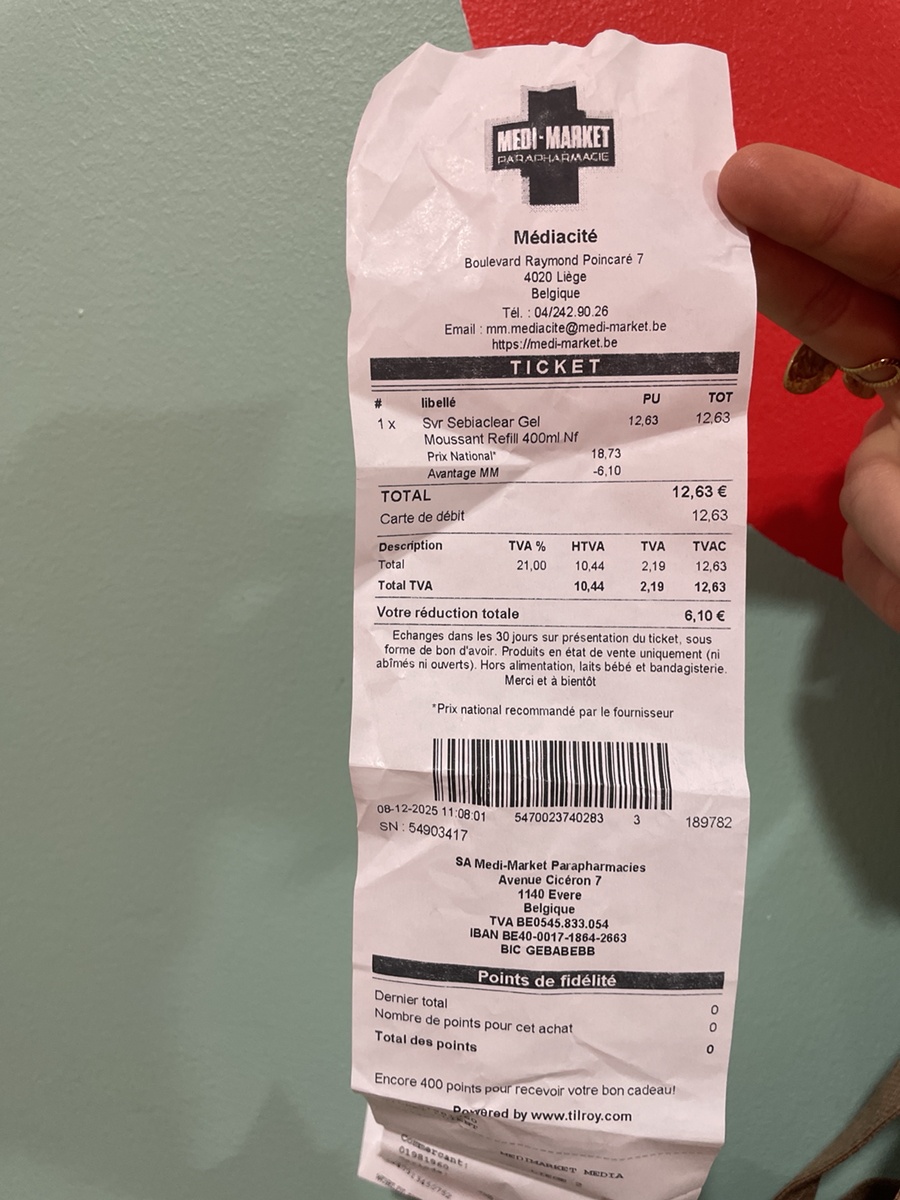 MEDI-MARKET
PARAPHARMACIE
Médiacité
Boulevard Raymond Poincaré 7
4020 Liège
Belgique
Tél. : 04/242.90.26
Email : mm.mediacite@medi-market.be
https://medi-market.be
TICKET
# libellé PU TOT
1 x Svr Sebiaclear Gel 12,63 12,63
Moussant Refill 400ml Nf
Prix National* 18,73
Avantage MM -6,10
TOTAL 12,63 €
Carte de débit 12,63
Description TVA % HTVA TVA TVAC
Total 21,00 10,44 2,19 12,63
Total TVA 10,44 2,19 12,63
Votre réduction totale 6,10 €
Echanges dans les 30 jours sur présentation du ticket, sous
forme de bon d'avoir. Produits en état de vente uniquement (ni
abîmés ni ouverts). Hors alimentation, laits bébé et bandagisterie.
Merci et à bientôt
*Prix national recommandé par le fournisseur
08-12-2025 11:08:01 5470023740283 3 189782
SN : 54903417
SA Medi-Market Parapharmacies
Avenue Cicéron 7
1140 Evere
Belgique
TVA BE0545.833.054
IBAN BE40-0017-1864-2663
BIC GEBABEBB
Points de fidélité
Dernier total 0
Nombre de points pour cet achat 0
Total des points 0
Encore 400 points pour recevoir votre bon cadeau!
Powered by www.tilroy.com
Commercant:
MEDIMARKET MEDIA